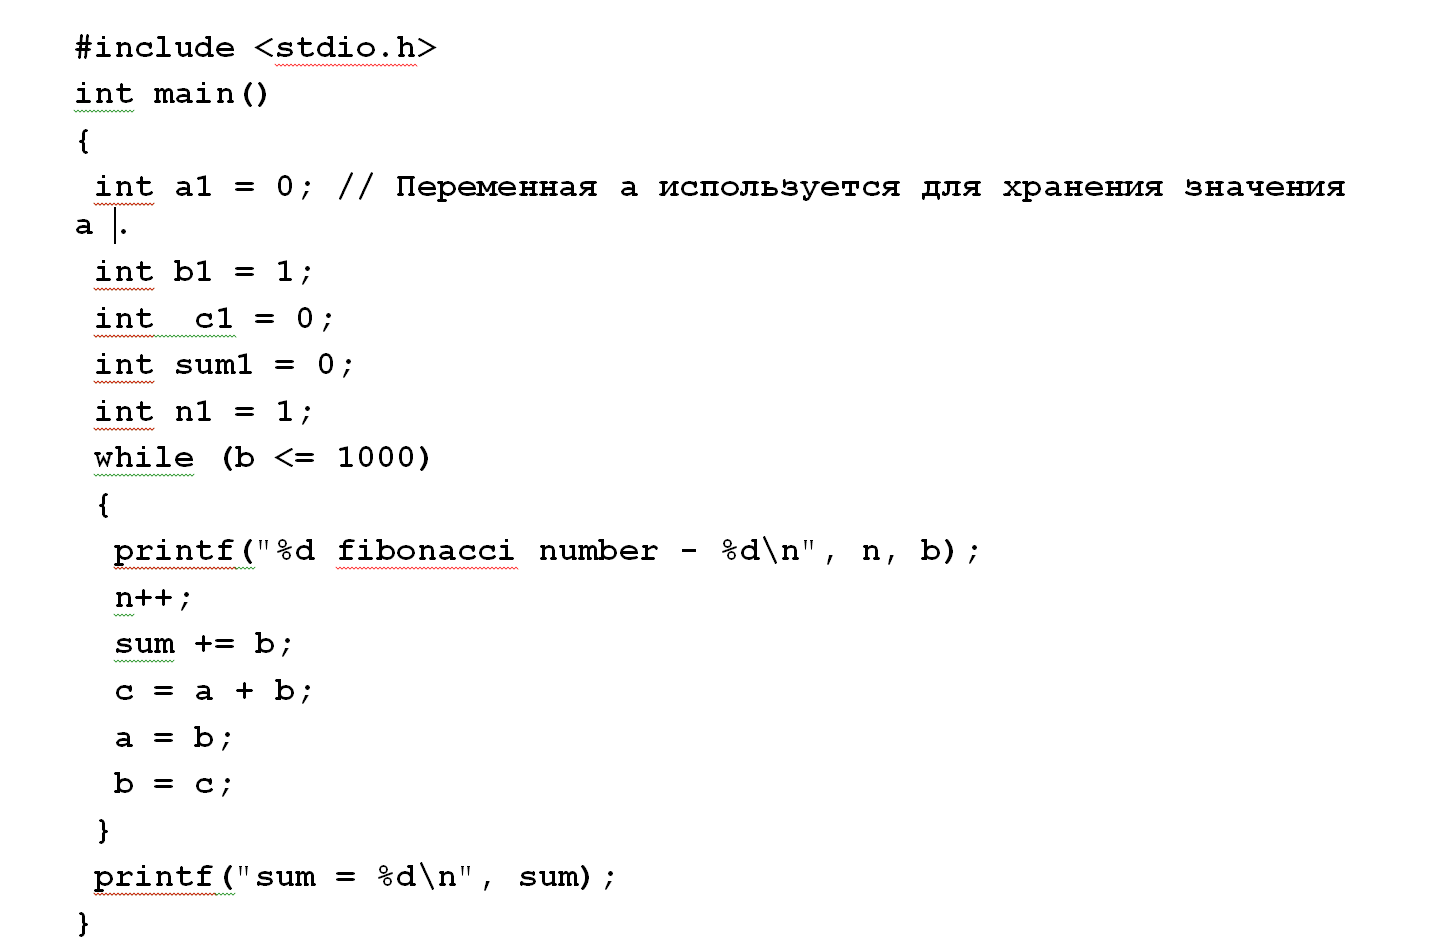 #include <stdio.h>
int main()
{
int a1 = 0; // Переменная а используется для хранения значения
а .
int b1 = 1;
int  c1 = 0;
int sum1 = 0;
int n1 = 1;
while (b <= 1000)
{
printf("%d fibonacci number - %d\n", n, b);
n++;
sum += b;
c = a + b;
a = b;
b = c;
}
printf("sum = %d\n", sum);
}